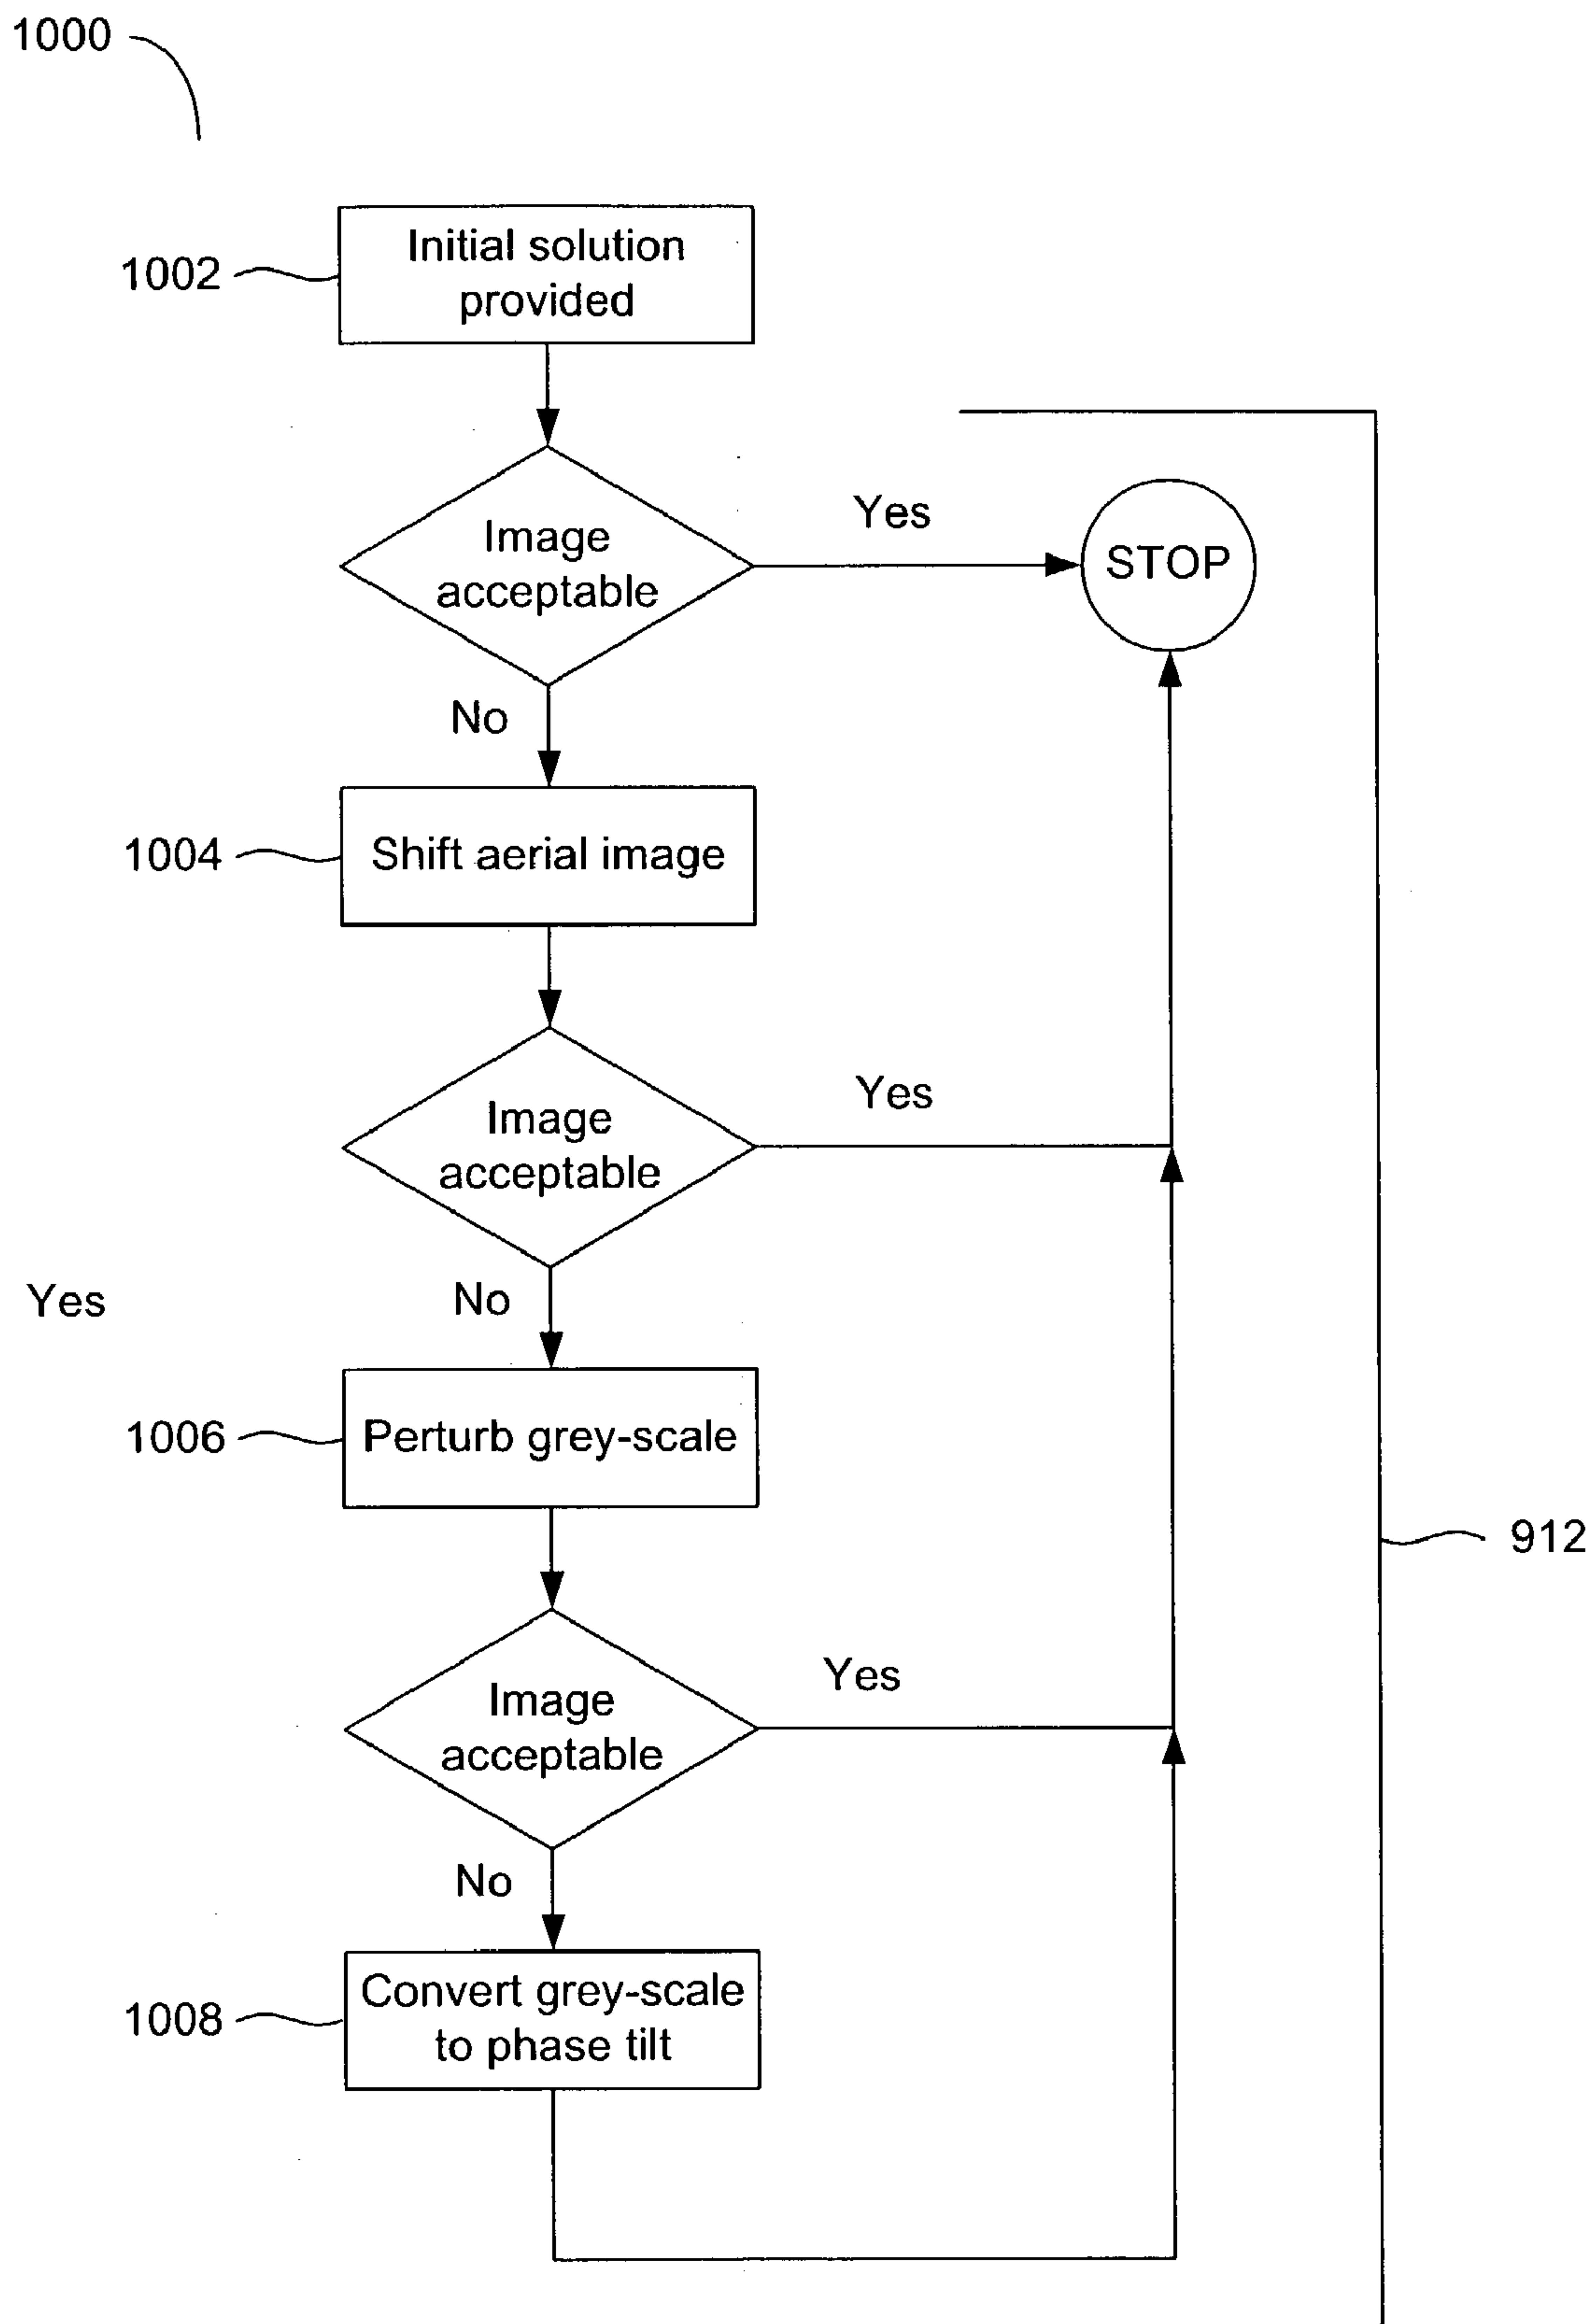 1000
Initial solution
provided
1002
Image
acceptable
Yes
STOP
No
1004
Shift aerial image
Image
acceptable
Yes
Yes
No
1006
Perturb grey-scale
912
Image
acceptable
Yes
No
1008
Convert grey-scale
to phase tilt